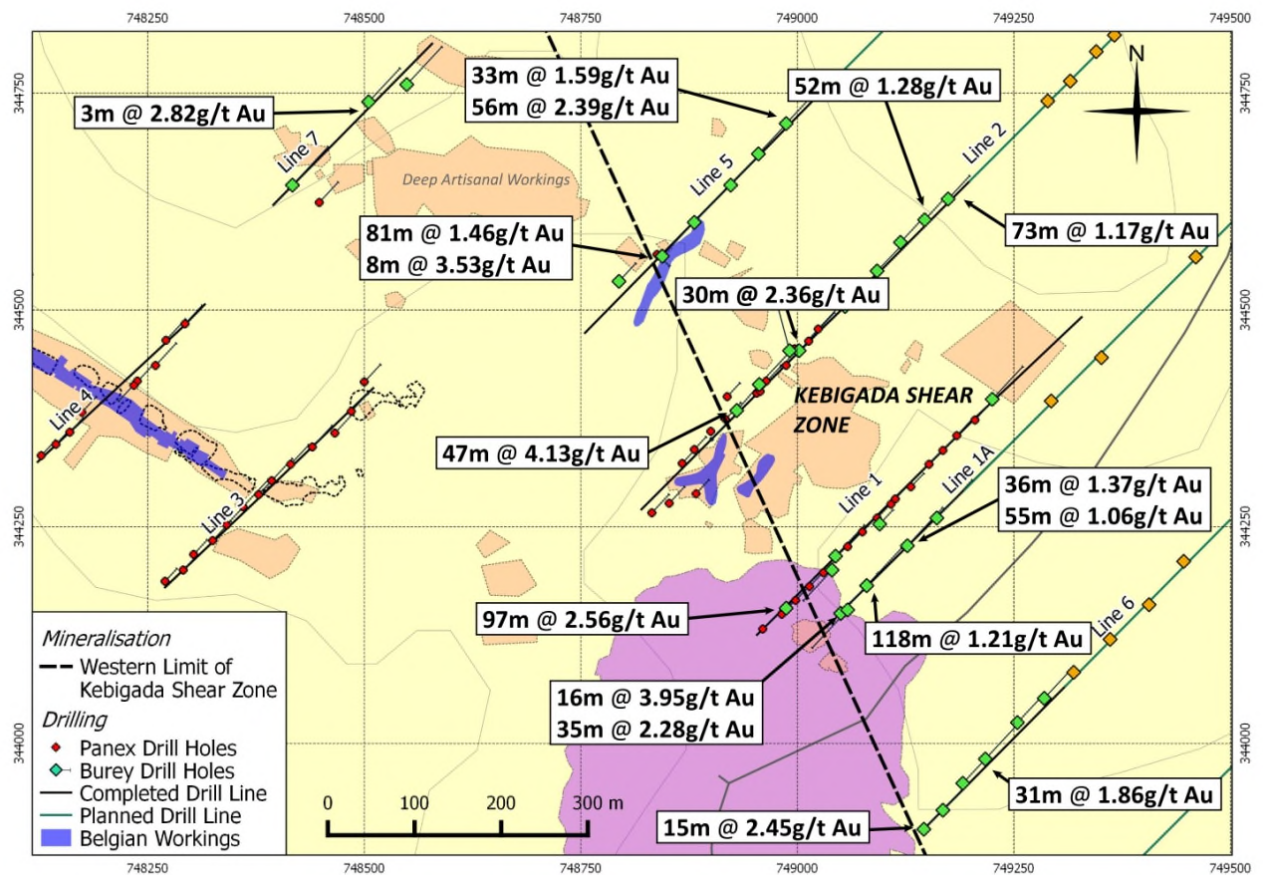 748250
748500
748750
749000
749250
749500
344750
344500
344250
344000
344750
344500
344250
344000
N
33m @ 1.59g/t Au
56m @ 2.39g/t Au
52m @ 1.28g/t Au
3m @ 2.82g/t Au
Line 7
Line 2
Line 5
Deep Artisanal Workings
81m @ 1.46g/t Au
8m @ 3.53g/t Au
73m @ 1.17g/t Au
30m @ 2.36g/t Au
KEBIGADA SHEAR
ZONE
Line 4
47m @ 4.13g/t Au
Line 3
Line 1
Line 1A
36m @ 1.37g/t Au
55m @ 1.06g/t Au
97m @ 2.56g/t Au
118m @ 1.21g/t Au
Line 6
16m @ 3.95g/t Au
35m @ 2.28g/t Au
31m @ 1.86g/t Au
15m @ 2.45g/t Au
Mineralisation
Western Limit of
Kebigada Shear Zone
Drilling
Panex Drill Holes
Burey Drill Holes
Completed Drill Line
Planned Drill Line
Belgian Workings
0 100 200 300 m
748250
748500
748750
749000
749250
749500